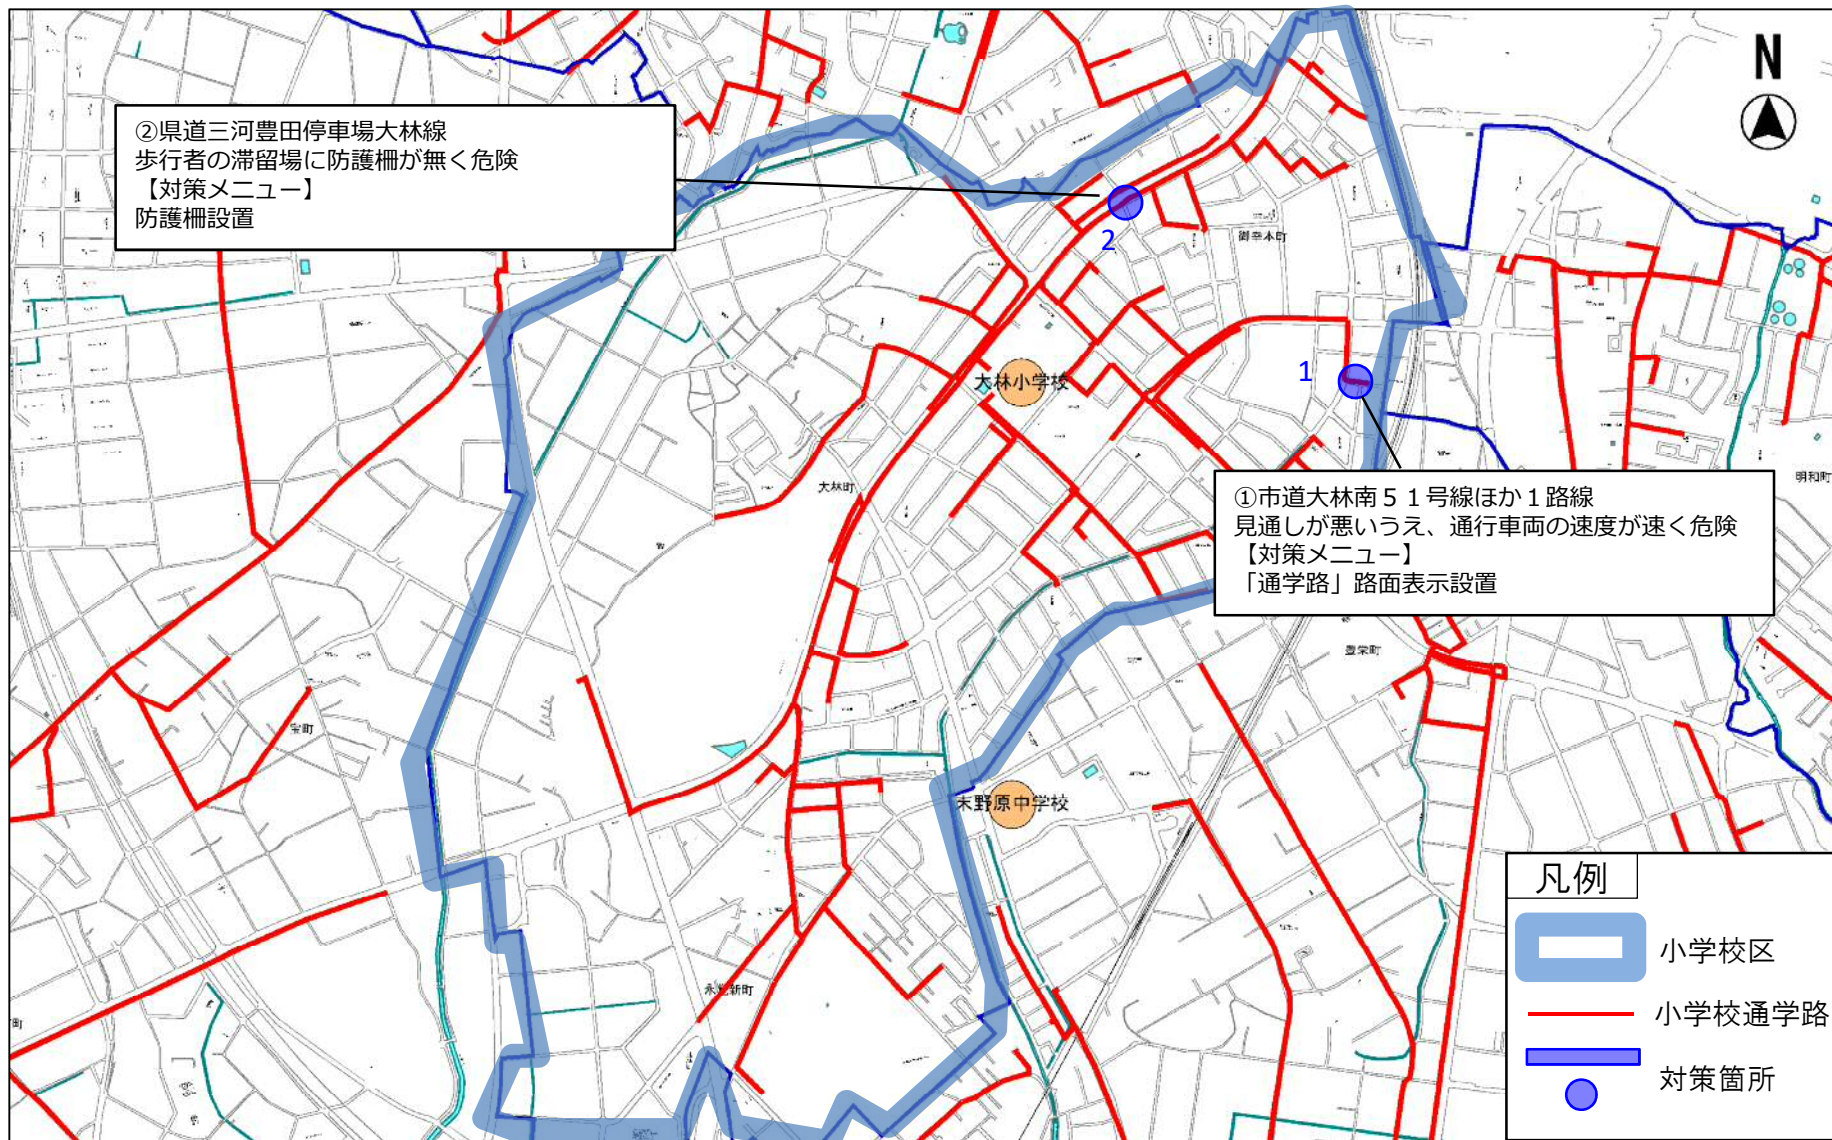 N
②県道三河豊田停車場大林線
歩行者の滞留場に防護柵が無く危険
【対策メニュー】
防護柵設置
2
御幸本町
1
大林小学校
大林町
明和町
①市道大林南５１号線ほか１路線
見通しが悪いうえ、通行車両の速度が速く危険
【対策メニュー】
「通学路」路面表示設置
豊栄町
宝町
末野原中学校
永覚新町
町
凡例
小学校区
小学校通学路
対策箇所